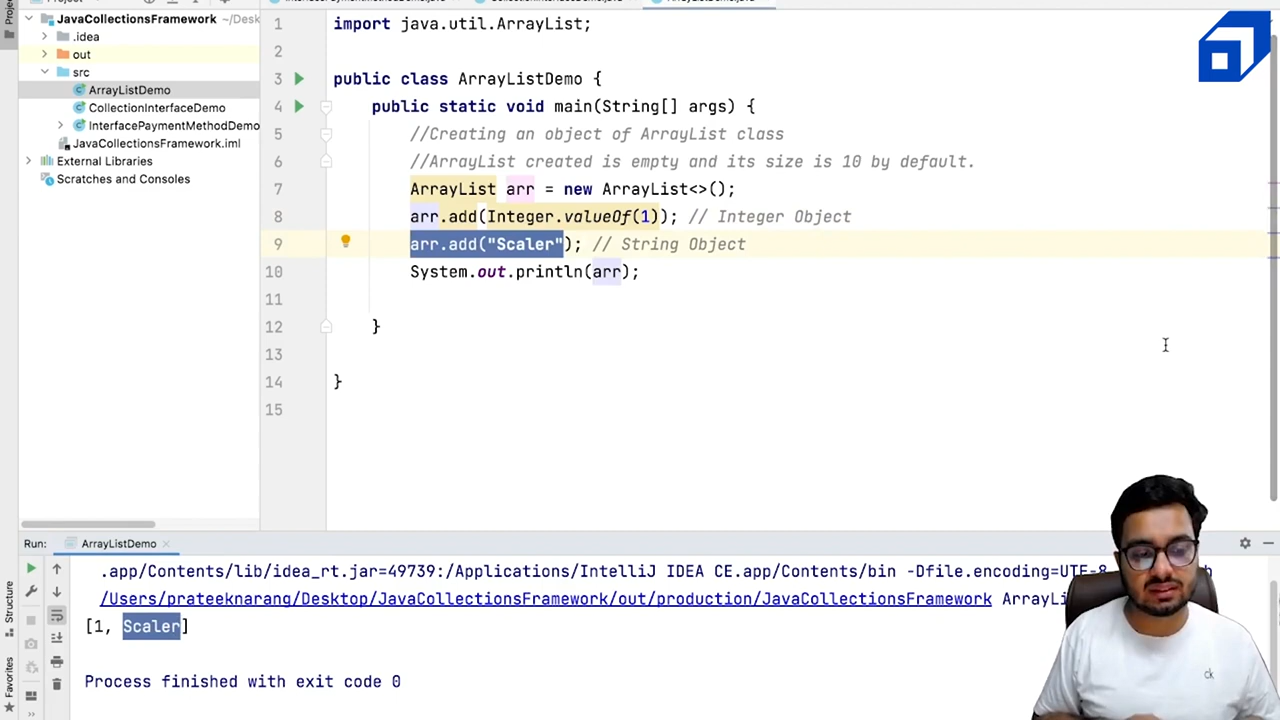 JavaCollectionsFramework ~/Desk
.idea
out
src
ArrayListDemo
CollectionInterfaceDemo
InterfacePaymentMethodDemo
JavaCollectionsFramework.iml
External Libraries
Scratches and Consoles
1 import java.util.ArrayList;
2
3 public class ArrayListDemo {
4 public static void main(String[] args) {
5 //Creating an object of ArrayList class
6 //ArrayList created is empty and its size is 10 by default.
7 ArrayList arr = new ArrayList<>();
8 arr.add(Integer.valueOf(1)); // Integer Object
9 arr.add("Scaler"); // String Object
10 System.out.println(arr);
11
12 }
13
14 }
15
Run: ArrayListDemo
.app/Contents/lib/idea_rt.jar=49739:/Applications/IntelliJ IDEA CE.app/Contents/bin -Dfile.encoding=UTF-8
/Users/prateeknarang/Desktop/JavaCollectionsFramework/out/production/JavaCollectionsFramework ArrayLi
[1, Scaler]
Process finished with exit code 0
Structure
Favorites
ck